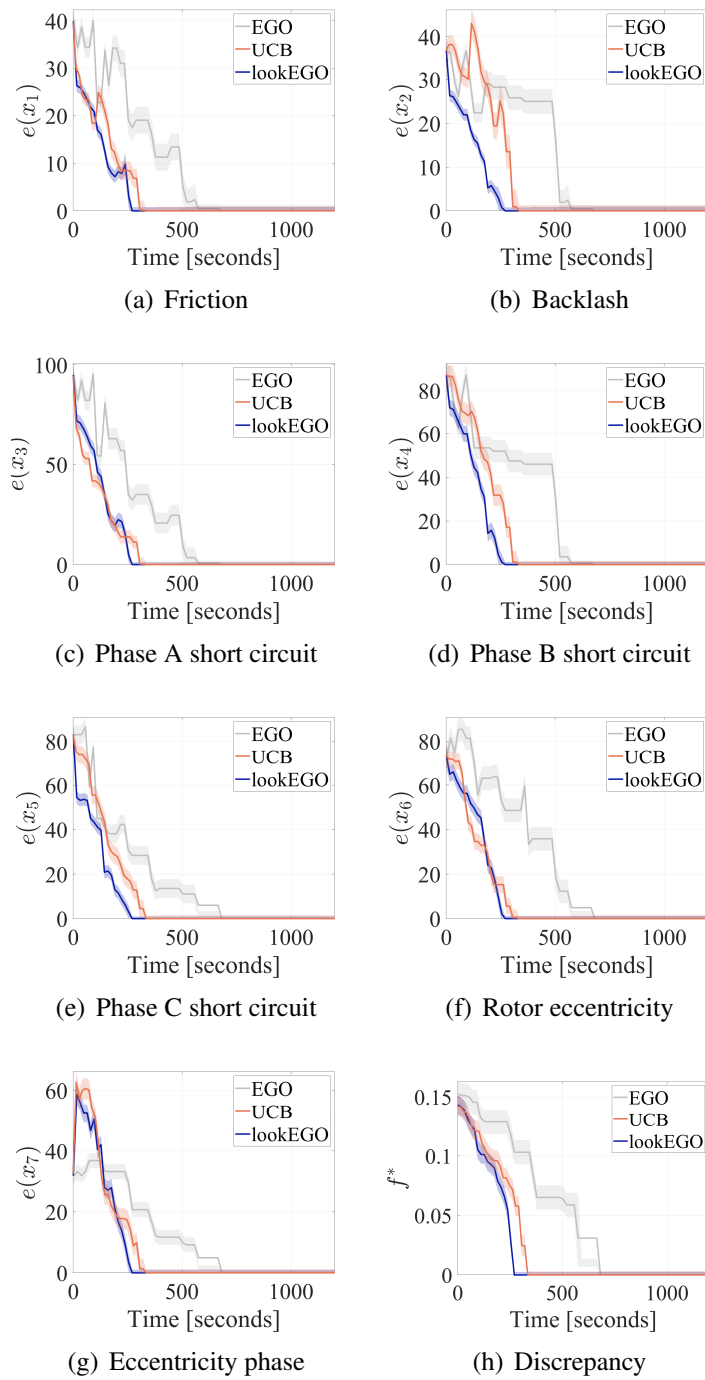 40
30
20
10
0
e(x₁)
EGO
UCB
lookEGO
0
500
1000
Time [seconds]
(a) Friction
40
30
20
10
0
e(x₂)
EGO
UCB
lookEGO
0
500
1000
Time [seconds]
(b) Backlash
100
50
0
e(x₃)
EGO
UCB
lookEGO
0
500
1000
Time [seconds]
(c) Phase A short circuit
80
60
40
20
0
e(x₄)
EGO
UCB
lookEGO
0
500
1000
Time [seconds]
(d) Phase B short circuit
80
60
40
20
0
e(x₅)
EGO
UCB
lookEGO
0
500
1000
Time [seconds]
(e) Phase C short circuit
80
60
40
20
0
e(x₆)
EGO
UCB
lookEGO
0
500
1000
Time [seconds]
(f) Rotor eccentricity
60
40
20
0
e(x₇)
EGO
UCB
lookEGO
0
500
1000
Time [seconds]
(g) Eccentricity phase
0.15
0.1
0.05
0
f*
EGO
UCB
lookEGO
0
500
1000
Time [seconds]
(h) Discrepancy